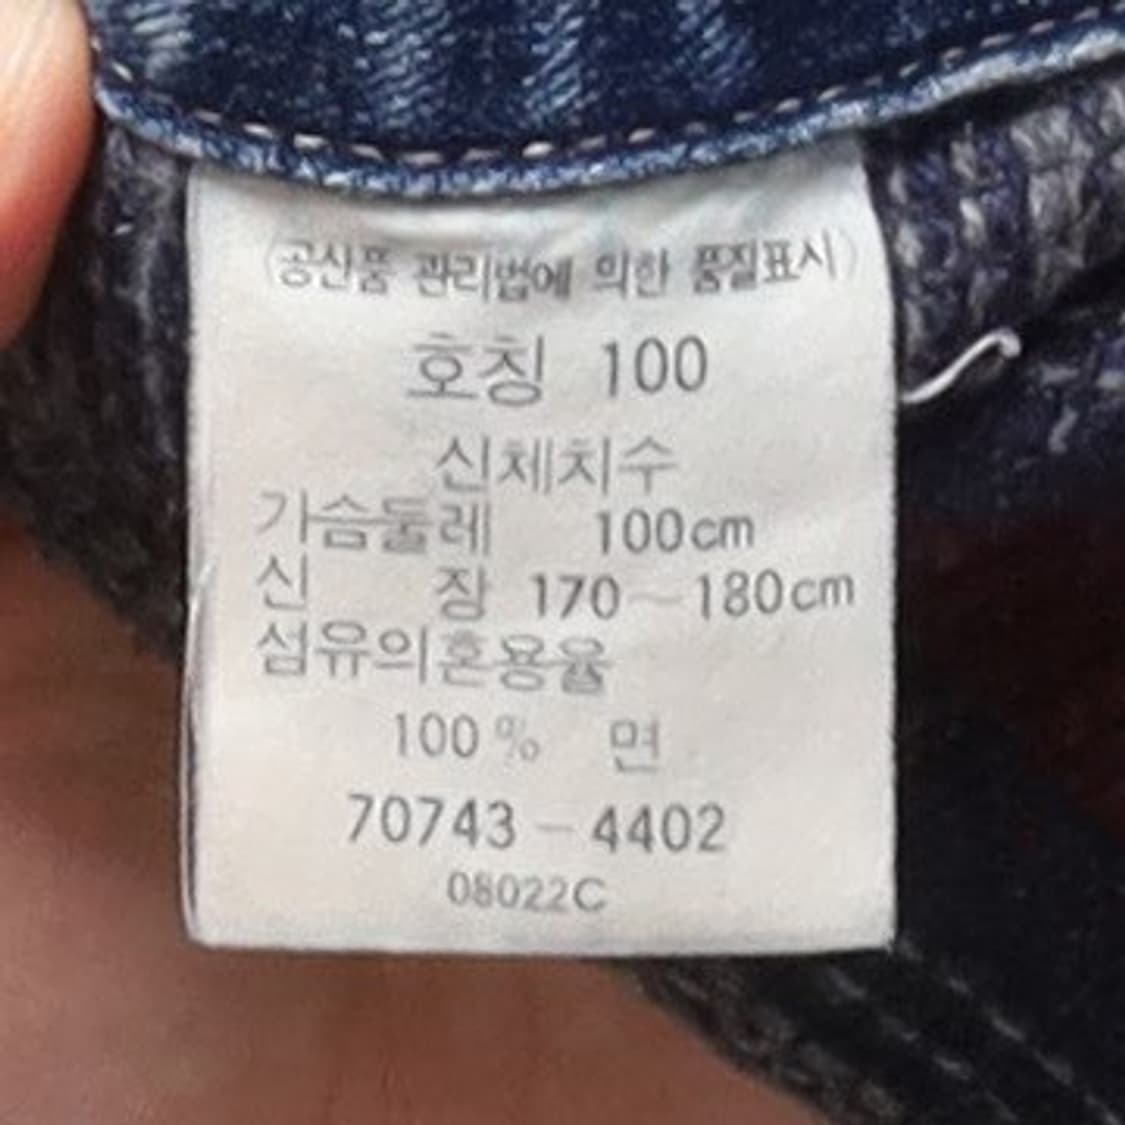 (공산품 관리법에 의한 품질표시)
호칭 100
신체치수
가슴둘레 100cm
신 장 170~180cm
섬유의혼용율
100% 면
70743-4402
08022C